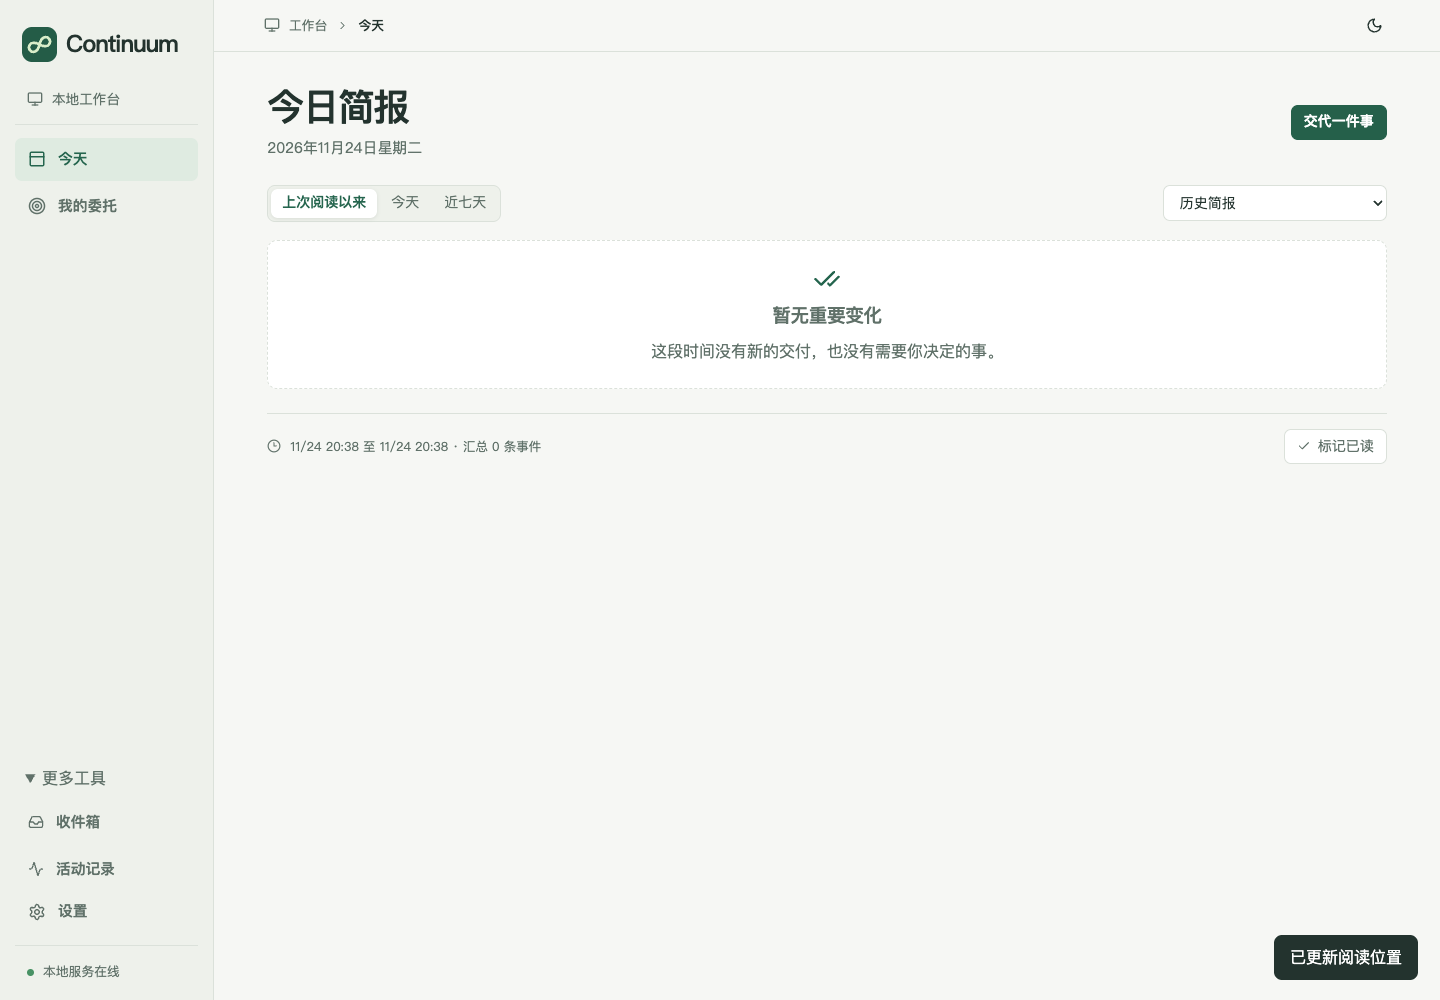 Continuum
本地工作台
今天
我的委托
更多工具
收件箱
活动记录
设置
本地服务在线
工作台
今天
今日简报
2026年11月24日星期二
交代一件事
上次阅读以来
今天
近七天
历史简报
暂无重要变化
这段时间没有新的交付，也没有需要你决定的事。
11/24 20:38 至 11/24 20:38 · 汇总 0 条事件
标记已读
已更新阅读位置